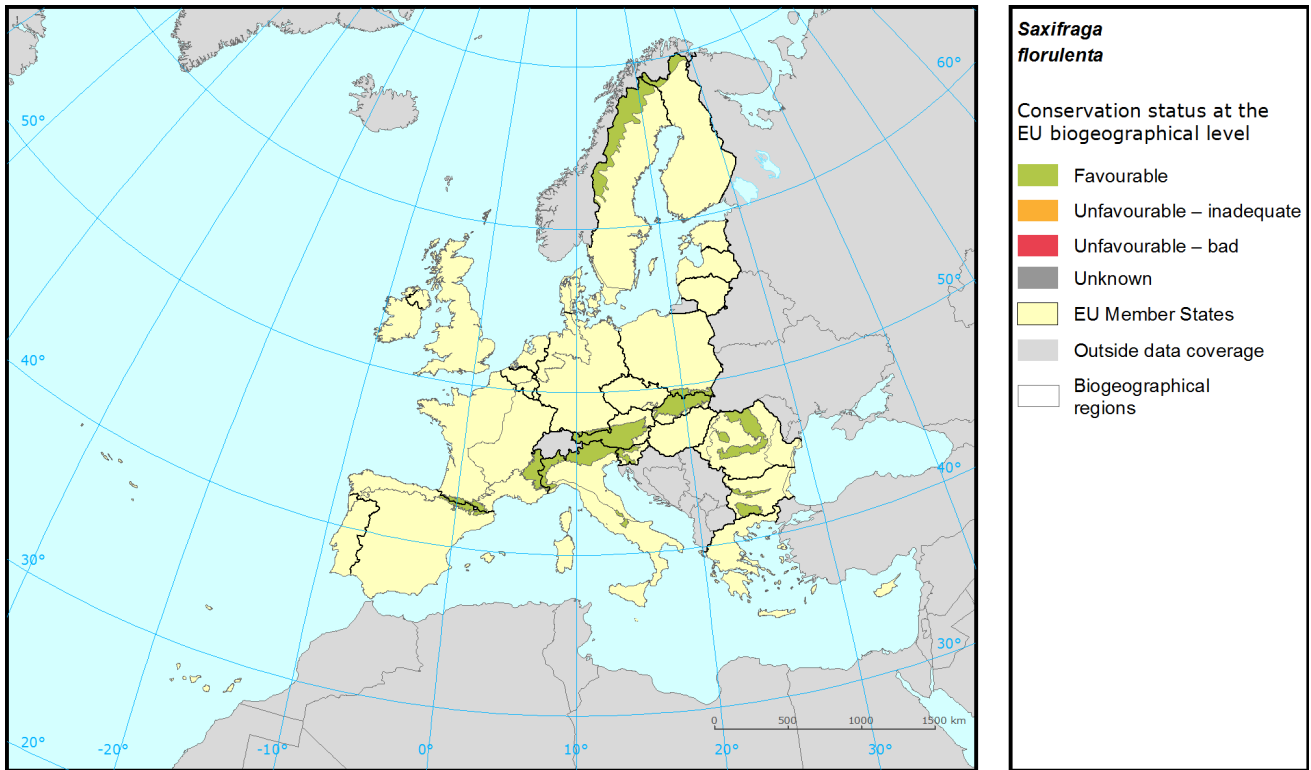 Saxifraga
florulenta
Conservation status at the
EU biogeographical level
Favourable
Unfavourable – inadequate
Unfavourable – bad
Unknown
EU Member States
Outside data coverage
Biogeographical
regions
60°
50°
50°
40°
40°
30°
30°
20°
-20°
-10°
0°
10°
20°
30°
0 500 1000 1500 km